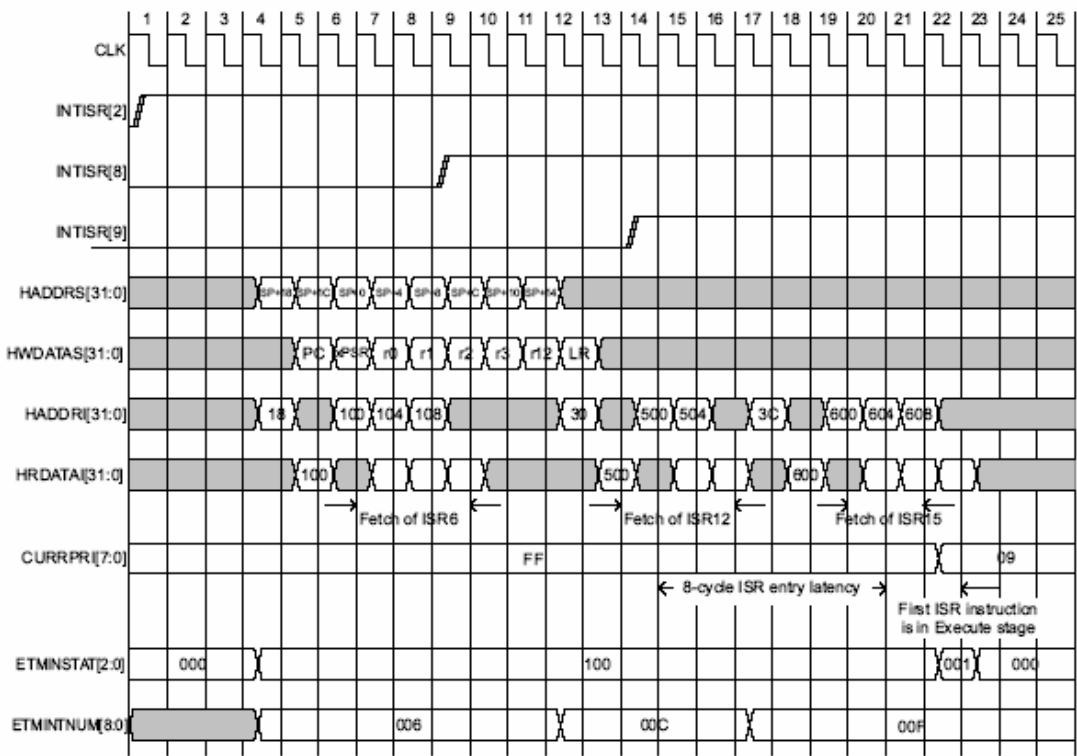 1 2 3 4 5 6 7 8 9 10 11 12 13 14 15 16 17 18 19 20 21 22 23 24 25
CLK
INTISR[2]
INTISR[8]
INTISR[9]
HADDRS[31:0] SP+18 SP+1C SP+0 SP+4 SP+8 SP+C SP+10 SP+14
HWDATAS[31:0] PC xPSR r0 r1 r2 r3 r12 LR
HADDRI[31:0] 18 100 104 108 30 500 504 3C 600 604 608
HRDATAI[31:0] 100 500 600
Fetch of ISR6 Fetch of ISR12 Fetch of ISR15
CURRPRI[7:0] FF 09
8-cycle ISR entry latency
First ISR instruction
is in Execute stage
ETMINSTAT[2:0] 000 100 001 000
ETMINTNUM[8:0] 006 00C 00F